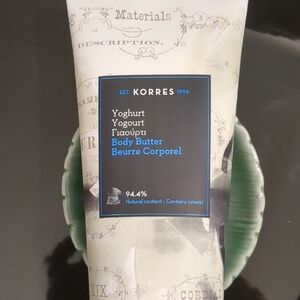 Materials
DESCRIPTION.
EST. KORRES 1996
Yoghurt
Yogourt
Γιαούρτι
Body Butter
Beurre Corporel
94.4%
Natural content - Contenu naturel